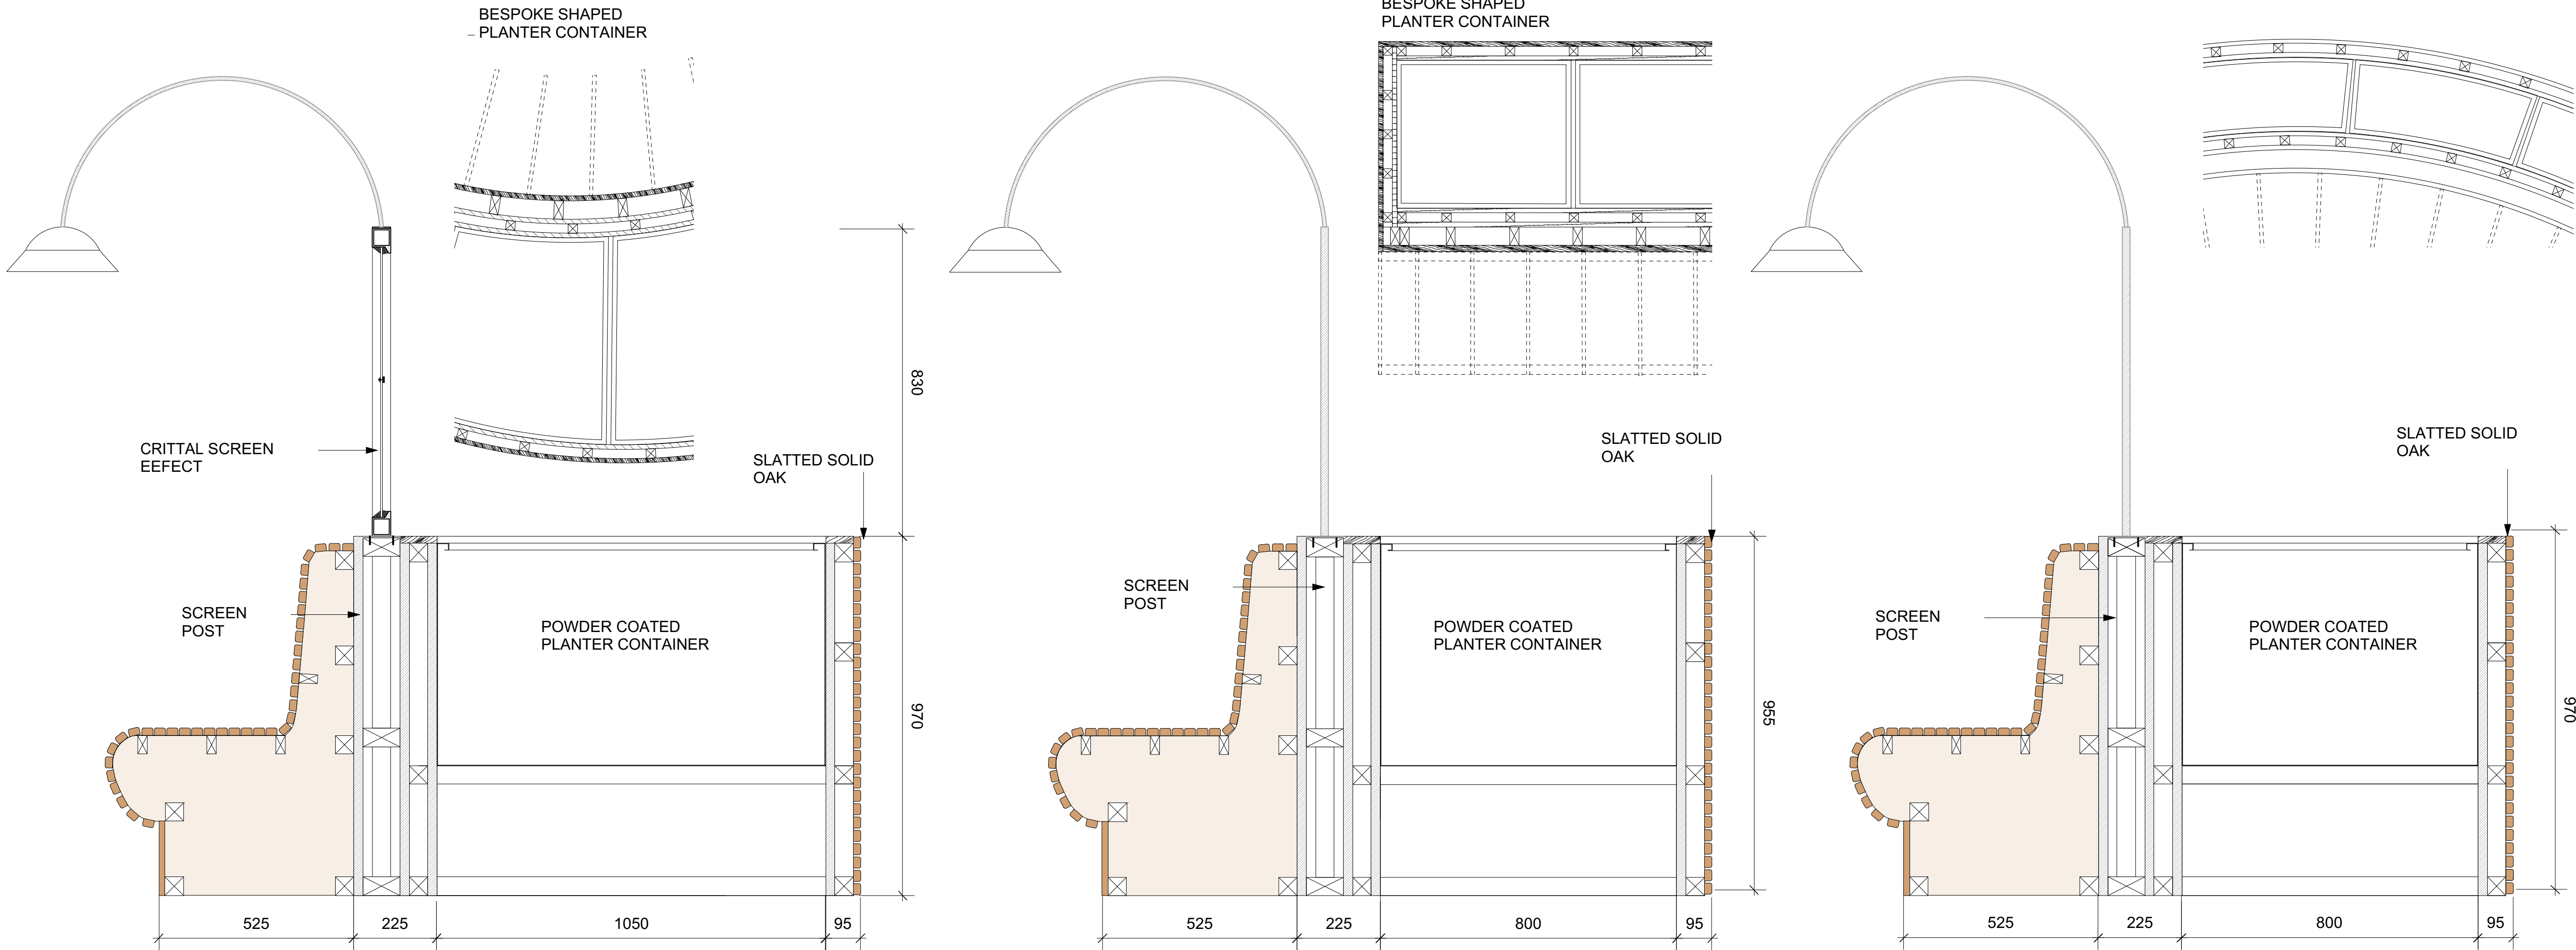 BESPOKE SHAPED
PLANTER CONTAINER
CRITTAL SCREEN
EEFECT
SLATTED SOLID
OAK
830
SCREEN
POST
POWDER COATED
PLANTER CONTAINER
970
525
225
1050
95
BESPOKE SHAPED
PLANTER CONTAINER
SLATTED SOLID
OAK
SCREEN
POST
POWDER COATED
PLANTER CONTAINER
955
525
225
800
95
SLATTED SOLID
OAK
SCREEN
POST
POWDER COATED
PLANTER CONTAINER
970
525
225
800
95